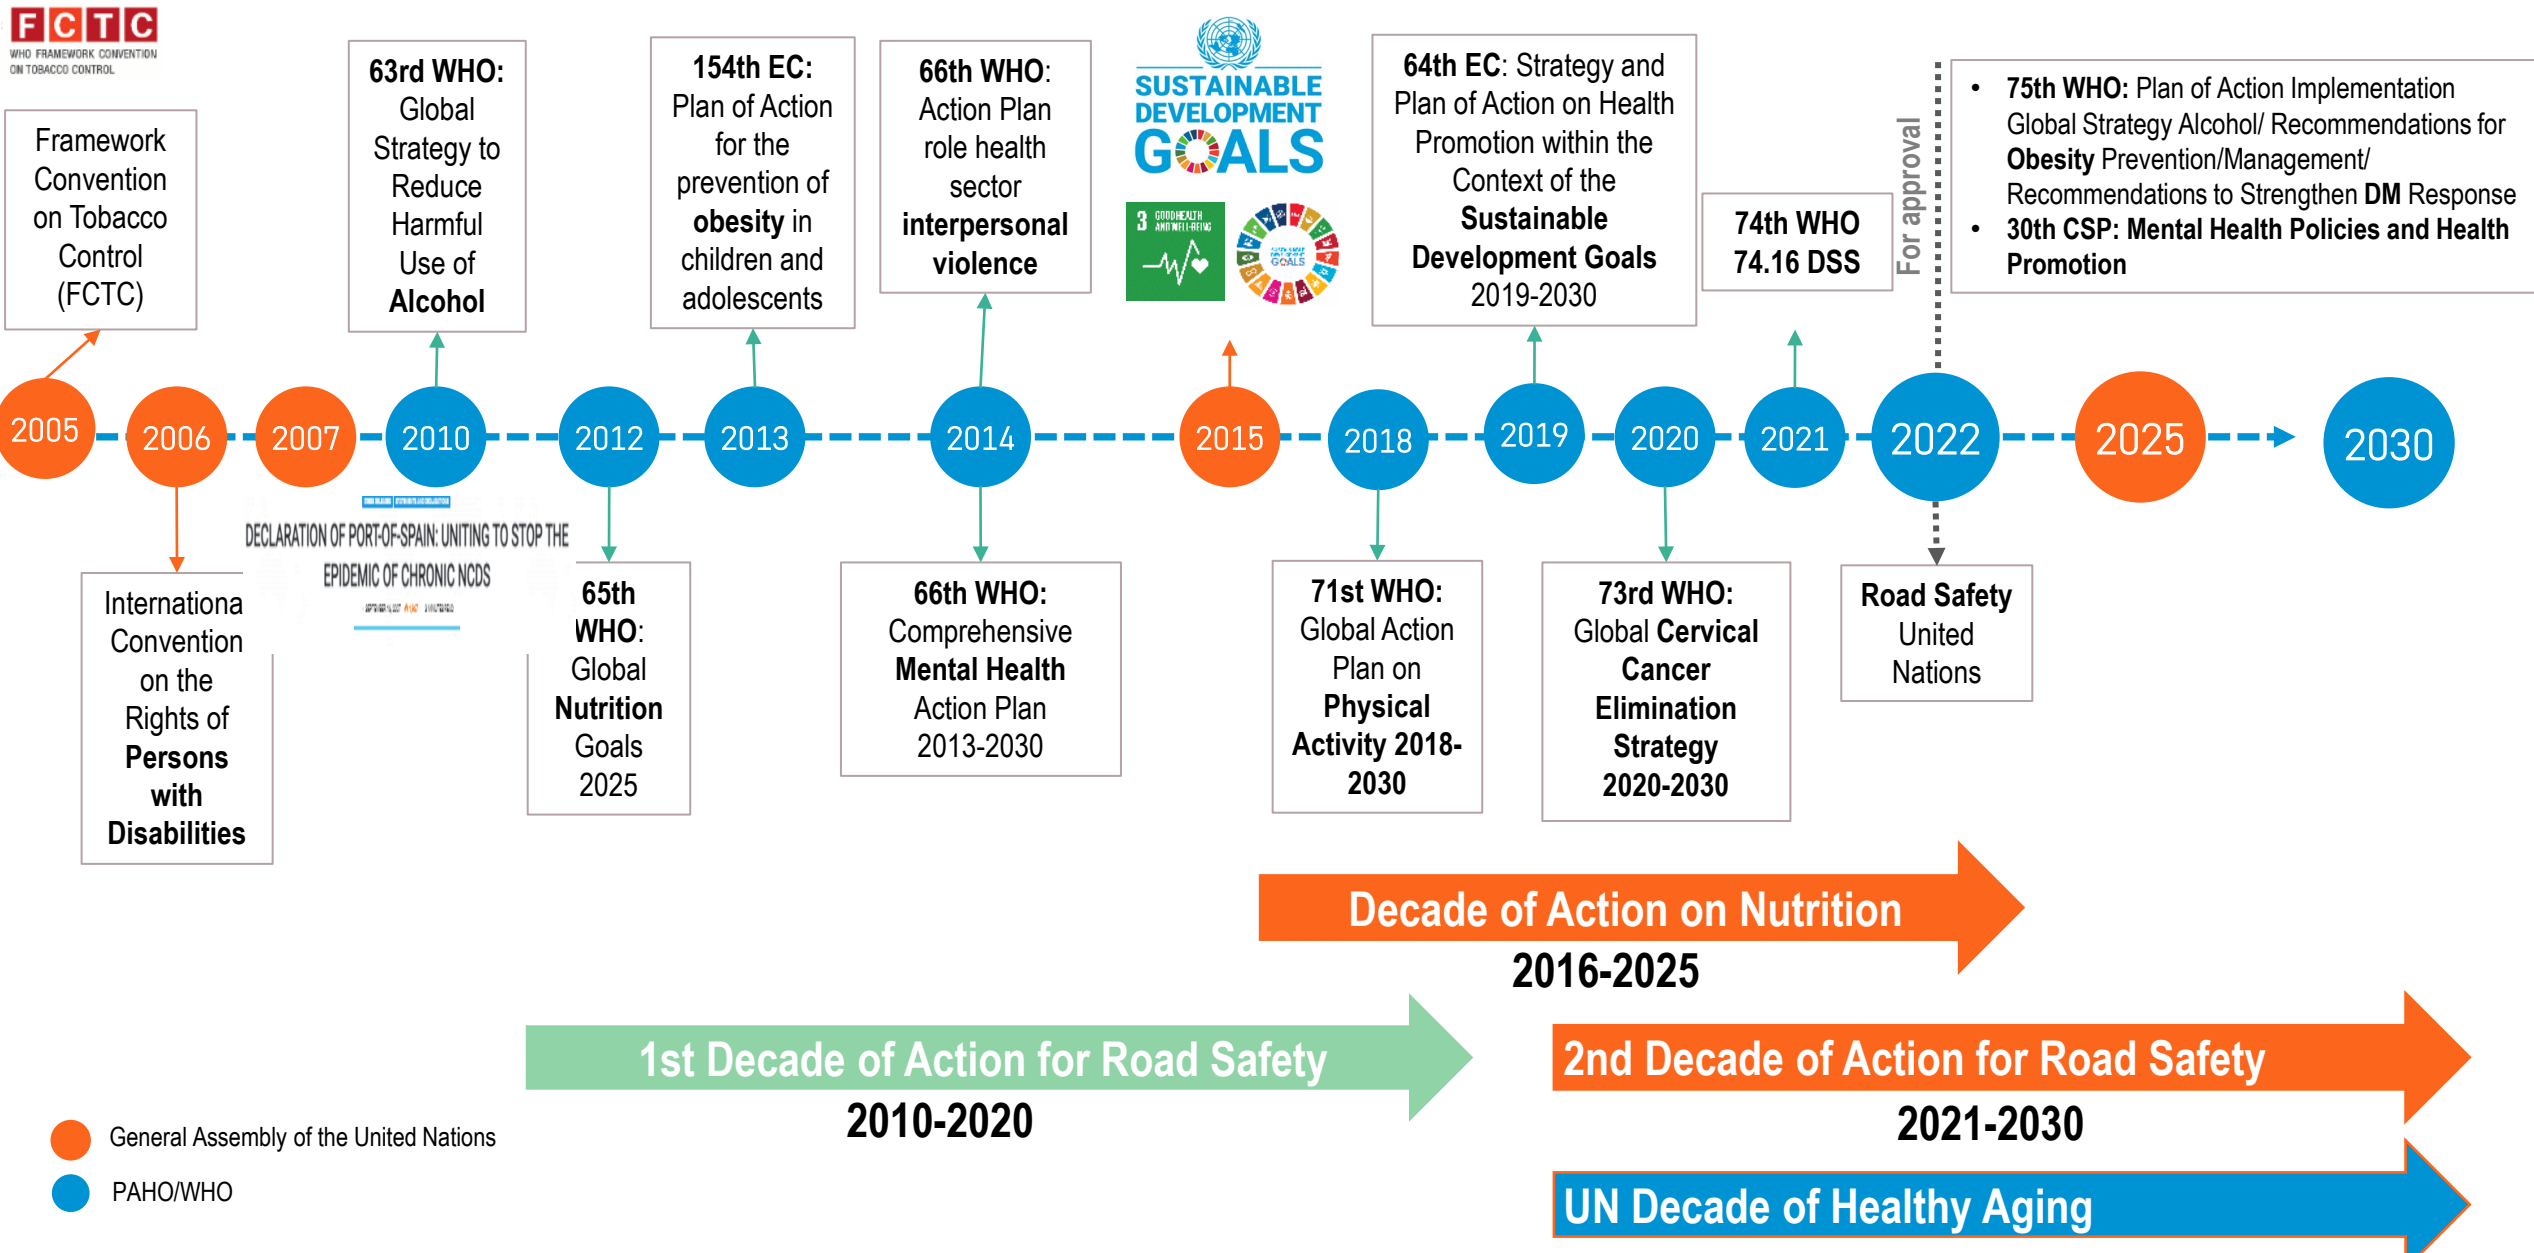 FCTC
WHO FRAMEWORK CONVENTION
ON TOBACCO CONTROL
Framework
Convention
on Tobacco
Control
(FCTC)
63rd WHO:
Global
Strategy to
Reduce
Harmful
Use of
Alcohol
154th EC:
Plan of Action
for the
prevention of
obesity in
children and
adolescents
66th WHO:
Action Plan
role health
sector
interpersonal
violence
SUSTAINABLE
DEVELOPMENT
GOALS
3 GOOD HEALTH
AND WELL-BEING
GOALS
64th EC: Strategy and
Plan of Action on Health
Promotion within the
Context of the
Sustainable
Development Goals
2019-2030
74th WHO
74.16 DSS
For approval
• 75th WHO: Plan of Action Implementation
Global Strategy Alcohol/ Recommendations for
Obesity Prevention/Management/
Recommendations to Strengthen DM Response
• 30th CSP: Mental Health Policies and Health
Promotion
2005
2006
2007
2010
2012
2013
2014
2015
2018
2019
2020
2021
2022
2025
2030
DECLARATION OF PORT-OF-SPAIN: UNITING TO STOP THE
EPIDEMIC OF CHRONIC NCDS
Internationa
Convention
on the
Rights of
Persons
with
Disabilities
65th
WHO:
Global
Nutrition
Goals
2025
66th WHO:
Comprehensive
Mental Health
Action Plan
2013-2030
71st WHO:
Global Action
Plan on
Physical
Activity 2018-
2030
73rd WHO:
Global Cervical
Cancer
Elimination
Strategy
2020-2030
Road Safety
United
Nations
Decade of Action on Nutrition
2016-2025
1st Decade of Action for Road Safety
2010-2020
2nd Decade of Action for Road Safety
2021-2030
UN Decade of Healthy Aging
General Assembly of the United Nations
PAHO/WHO